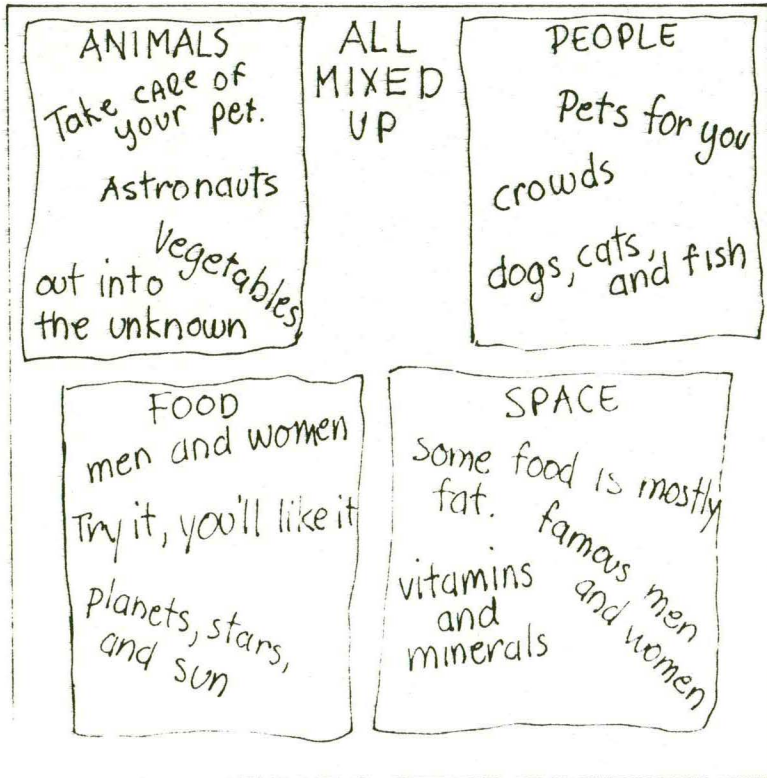 ANIMALS
Take care of
your pet.
Astronauts
vegetables
out into
the unknown
ALL
MIXED
UP
PEOPLE
Pets for you
crowds
dogs, cats,
and fish
FOOD
men and women
Try it, you'll like it
planets, stars,
and sun
SPACE
Some food is mostly
fat.
famous men
and women
vitamins
and
minerals